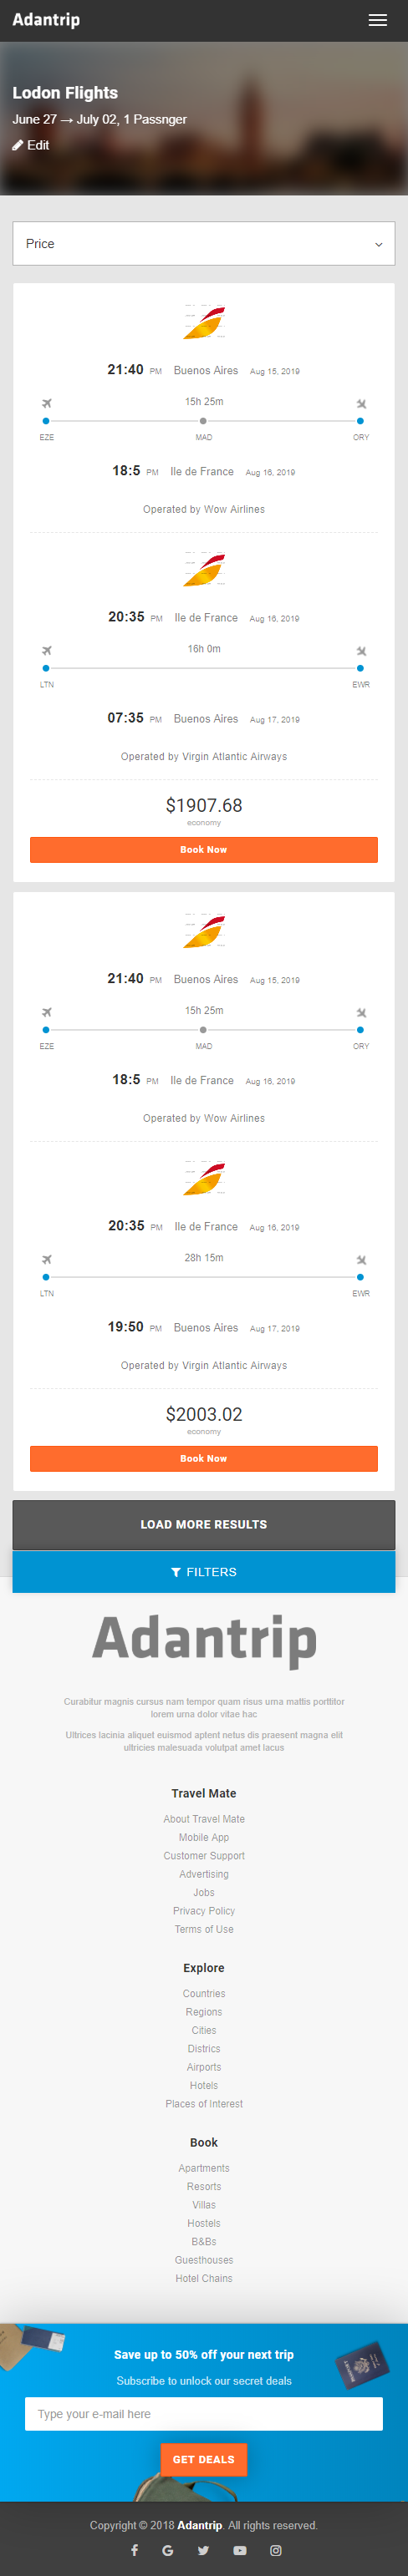 Adantrip
Lodon Flights
June 27 → July 02, 1 Passnger
Edit
Price
21:40 PM Buenos Aires Aug 15, 2019
15h 25m
EZE MAD ORY
18:5 PM Ile de France Aug 16, 2019
Operated by Wow Airlines
20:35 PM Ile de France Aug 16, 2019
16h 0m
LTN EWR
07:35 PM Buenos Aires Aug 17, 2019
Operated by Virgin Atlantic Airways
$1907.68
economy
Book Now
21:40 PM Buenos Aires Aug 15, 2019
15h 25m
EZE MAD ORY
18:5 PM Ile de France Aug 16, 2019
Operated by Wow Airlines
20:35 PM Ile de France Aug 16, 2019
28h 15m
LTN EWR
19:50 PM Buenos Aires Aug 17, 2019
Operated by Virgin Atlantic Airways
$2003.02
economy
Book Now
LOAD MORE RESULTS
FILTERS
Adantrip
Curabitur magnis cursus nam tempor quam risus urna mattis porttitor
lorem urna dolor vitae hac
Ultrices lacinia aliquet euismod aptent netus dis praesent magna elit
ultricies malesuada volutpat amet lacus
Travel Mate
About Travel Mate
Mobile App
Customer Support
Advertising
Jobs
Privacy Policy
Terms of Use
Explore
Countries
Regions
Cities
Districs
Airports
Hotels
Places of Interest
Book
Apartments
Resorts
Villas
Hostels
B&Bs
Guesthouses
Hotel Chains
Save up to 50% off your next trip
Subscribe to unlock our secret deals
Type your e-mail here
GET DEALS
Copyright © 2018 Adantrip. All rights reserved.